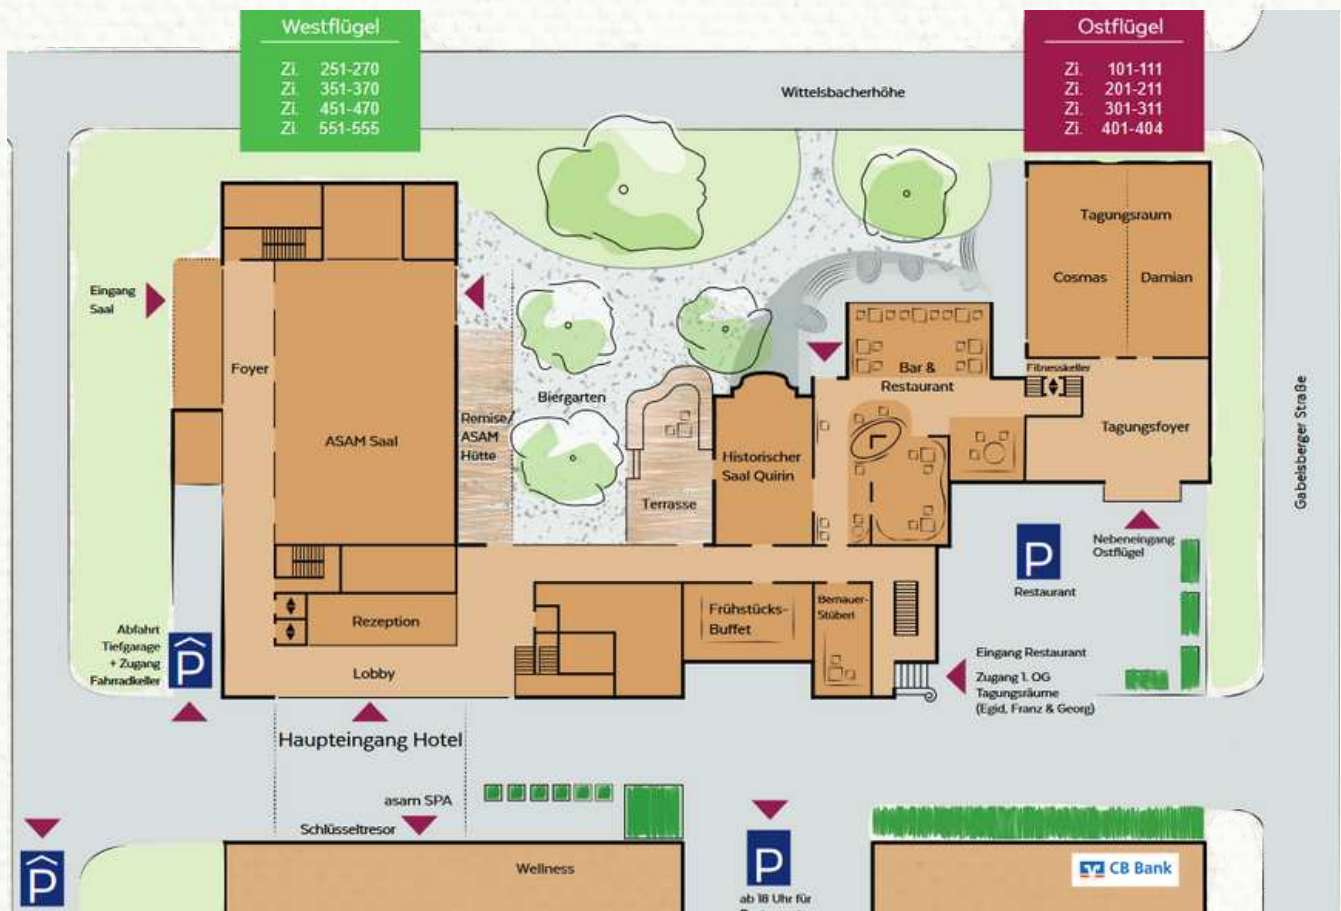 Westflügel
Zi. 251-270
Zi. 351-370
Zi. 451-470
Zi. 551-555
Ostflügel
Zi. 101-111
Zi. 201-211
Zi. 301-311
Zi. 401-404
Wittelsbacherhöhe
Tagungsraum
Cosmas
Damian
Eingang
Saal
Foyer
ASAM Saal
Remise/
ASAM
Hütte
Biergarten
Terrasse
Historischer
Saal Quirin
Bar &
Restaurant
Fitnesskeller
Tagungsfoyer
Gabelsberger Straße
Nebeneingang
Ostflügel
P
Restaurant
Frühstücks-
Buffet
Bernauer-
Stüberl
Rezeption
Lobby
Abfahrt
Tiefgarage
+ Zugang
Fahrradkeller
P
Eingang Restaurant
Zugang 1. OG
Tagungsräume
(Egid, Franz & Georg)
Haupteingang Hotel
asam SPA
Schlüsseltresor
Wellness
P
P
ab 18 Uhr für
CB Bank